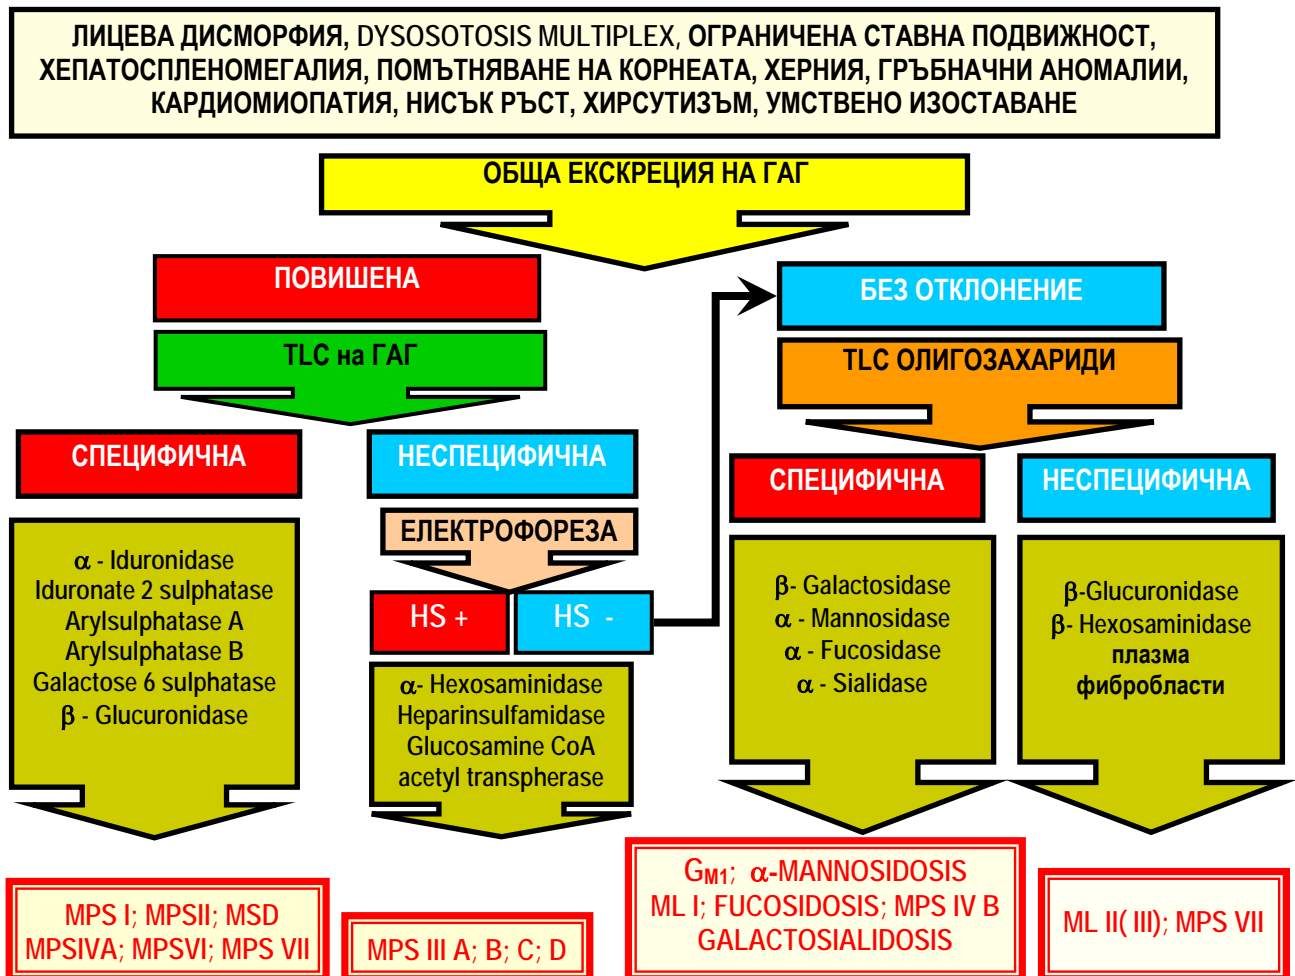 ЛИЦЕВА ДИСМОРФИЯ, DYSOSOTOSIS MULTIPLEX, ОГРАНИЧЕНА СТАВНА ПОДВИЖНОСТ,
ХЕПАТОСПЛЕНОМЕГАЛИЯ, ПОМЪТНЯВАНЕ НА КОРНЕАТА, ХЕРНИЯ, ГРЪБНАЧНИ АНОМАЛИИ,
КАРДИОМИОПАТИЯ, НИСЪК РЪСТ, ХИРСУТИЗЪМ, УМСТВЕНО ИЗОСТАВАНЕ
ОБЩА ЕКСКРЕЦИЯ НА ГАГ
ПОВИШЕНА
TLC на ГАГ
СПЕЦИФИЧНА
α - Iduronidase
Iduronate 2 sulphatase
Arylsulphatase A
Arylsulphatase B
Galactose 6 sulphatase
β - Glucuronidase
MPS I; MPSII; MSD
MPSIVA; MPSVI; MPS VII
НЕСПЕЦИФИЧНА
ЕЛЕКТРОФОРЕЗА
HS +
HS -
α- Hexosaminidase
Heparinsulfamidase
Glucosamine CoA
acetyl transpherase
MPS III A; B; C; D
БЕЗ ОТКЛОНЕНИЕ
TLC ОЛИГОЗАХАРИДИ
СПЕЦИФИЧНА
β- Galactosidase
α - Mannosidase
α - Fucosidase
α - Sialidase
GM1; α-MANNOSIDOSIS
ML I; FUCOSIDOSIS; MPS IV B
GALACTOSIALIDOSIS
НЕСПЕЦИФИЧНА
β-Glucuronidase
β- Hexosaminidase
плазма
фибробласти
ML II( III); MPS VII